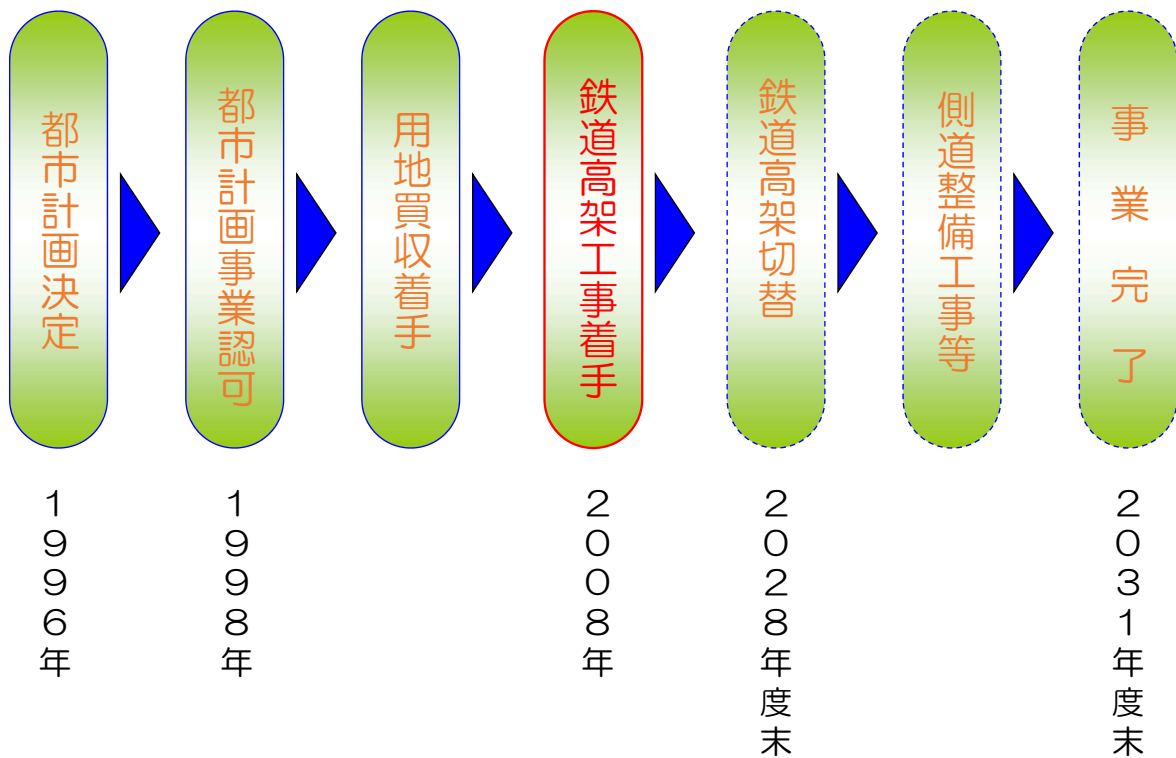 都市計画決定
都市計画事業認可
用地買収着手
鉄道高架工事着手
鉄道高架切替
側道整備工事等
事業完了
1996年
1998年
2008年
2028年度末
2031年度末